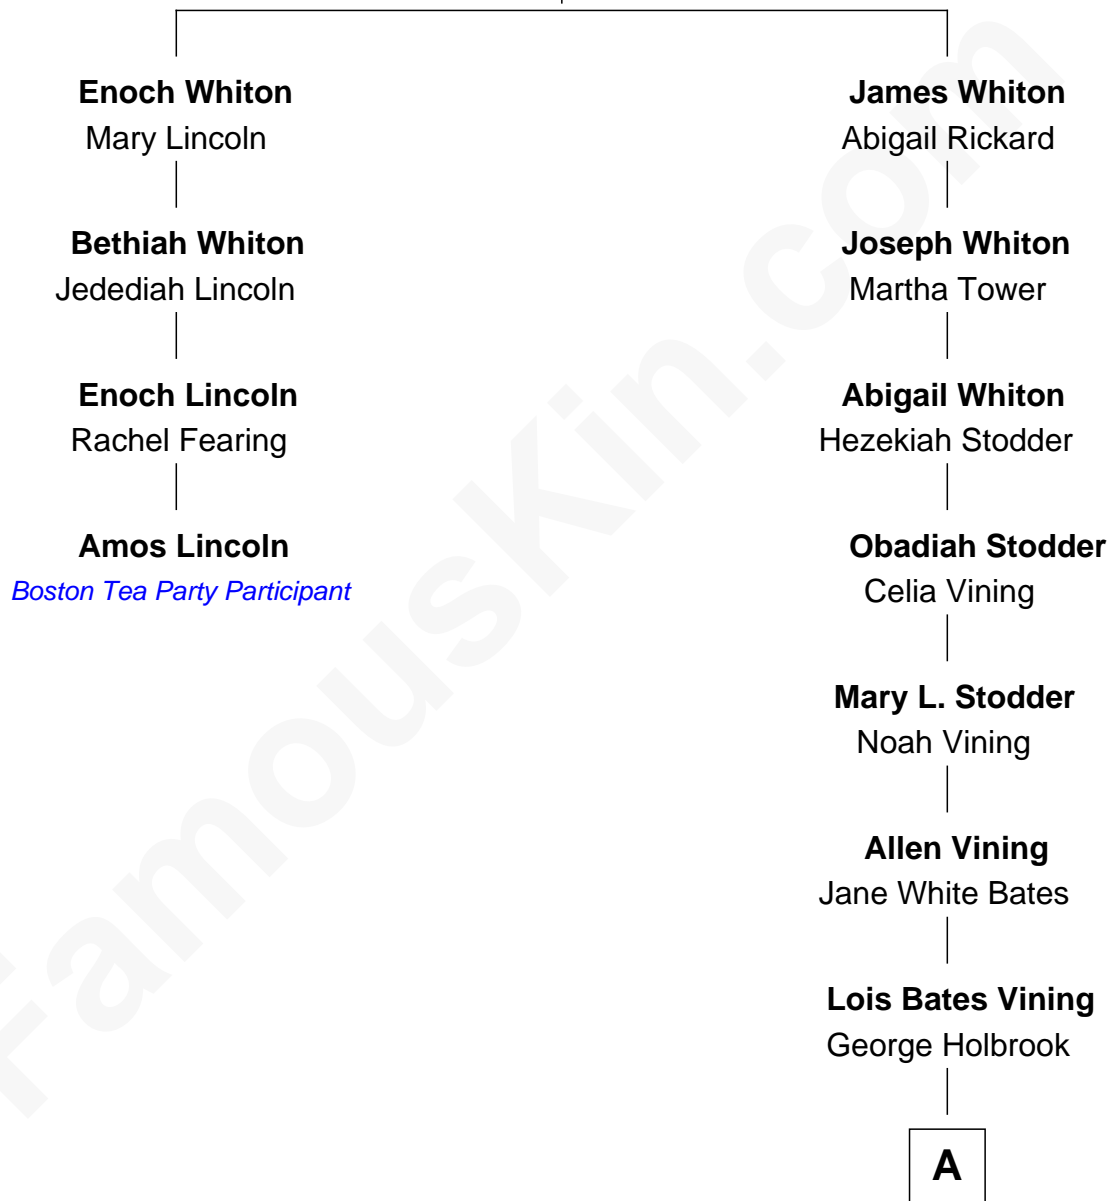 Enoch Whiton
Mary Lincoln
Bethiah Whiton
Jedediah Lincoln
Enoch Lincoln
Rachel Fearing
Amos Lincoln
Boston Tea Party Participant
James Whiton
Abigail Rickard
Joseph Whiton
Martha Tower
Abigail Whiton
Hezekiah Stodder
Obadiah Stodder
Celia Vining
Mary L. Stodder
Noah Vining
Allen Vining
Jane White Bates
Lois Bates Vining
George Holbrook
A
FamousKin.com